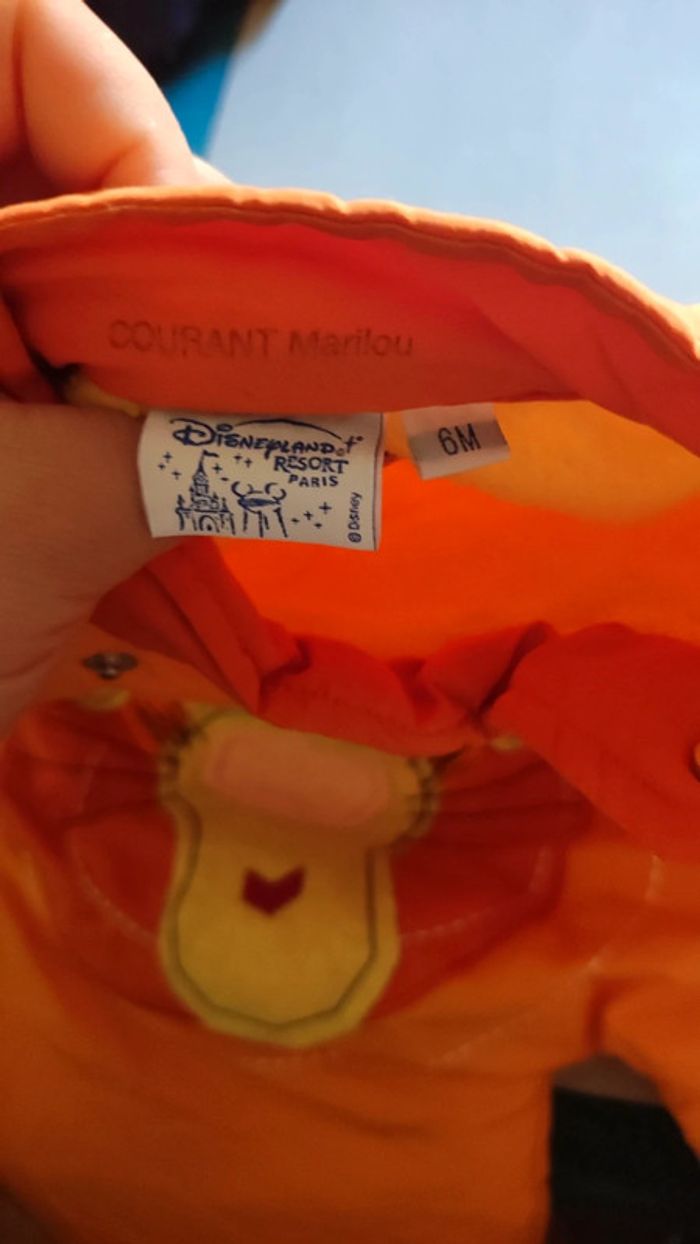 COURANT Marilou
DISNEYLAND
RESORT
PARIS
© Disney
6M